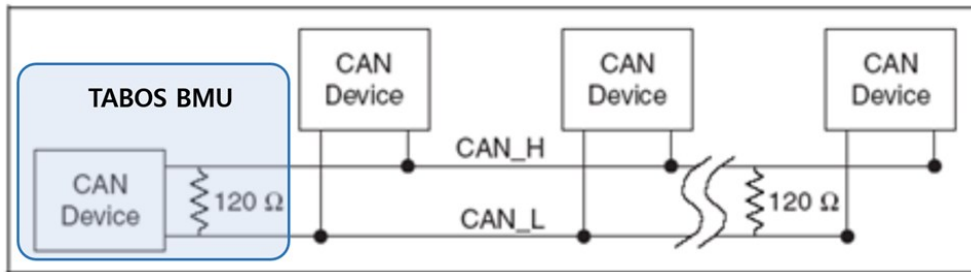 CAN
Device
CAN
Device
CAN
Device
TABOS BMU
CAN_H
CAN
Device
120 Ω
120 Ω
CAN_L